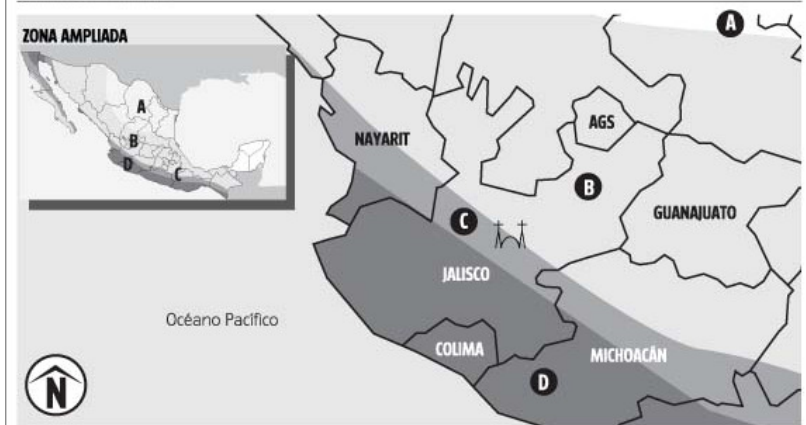 ZONA AMPLIADA
A
B
D
C
A
AGS
NAYARIT
B
GUANAJUATO
C
JALISCO
Océano Pacífico
COLIMA
MICHOACÁN
D
N